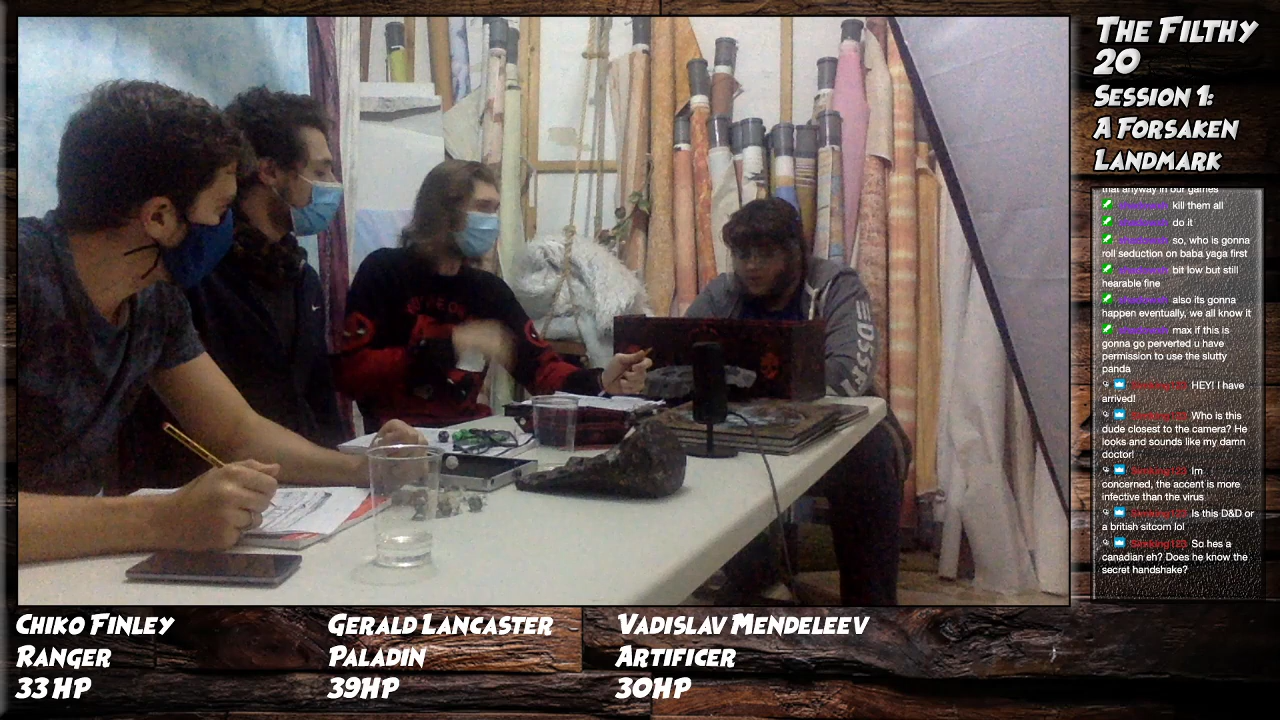 THE FILTHY
20
SESSION 1:
A FORSAKEN
LANDMARK
that anyway in our games
kill them all
do it
so, who is gonna
roll seduction on baba yaga first
bit low but still
hearable fine
also its gonna
happen eventually, we all know it
max if this is
gonna go perverted u have
permission to use the slutty
panda
HEY! I have
arrived!
Who is this
dude closest to the camera? He
looks and sounds like my damn
doctor!
Im
concerned, the accent is more
infective than the virus
Is this D&D or
a british sitcom lol
So hes a
canadian eh? Does he know the
secret handshake?
CHIKO FINLEY
RANGER
33 HP
GERALD LANCASTER
PALADIN
39HP
VADISLAV MENDELEEV
ARTIFICER
30HP